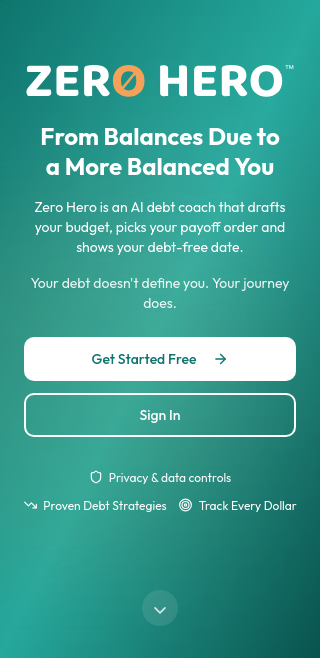 ZERØ HERO™
From Balances Due to
a More Balanced You
Zero Hero is an AI debt coach that drafts
your budget, picks your payoff order and
shows your debt-free date.
Your debt doesn't define you. Your journey
does.
Get Started Free
Sign In
Privacy & data controls
Proven Debt Strategies Track Every Dollar